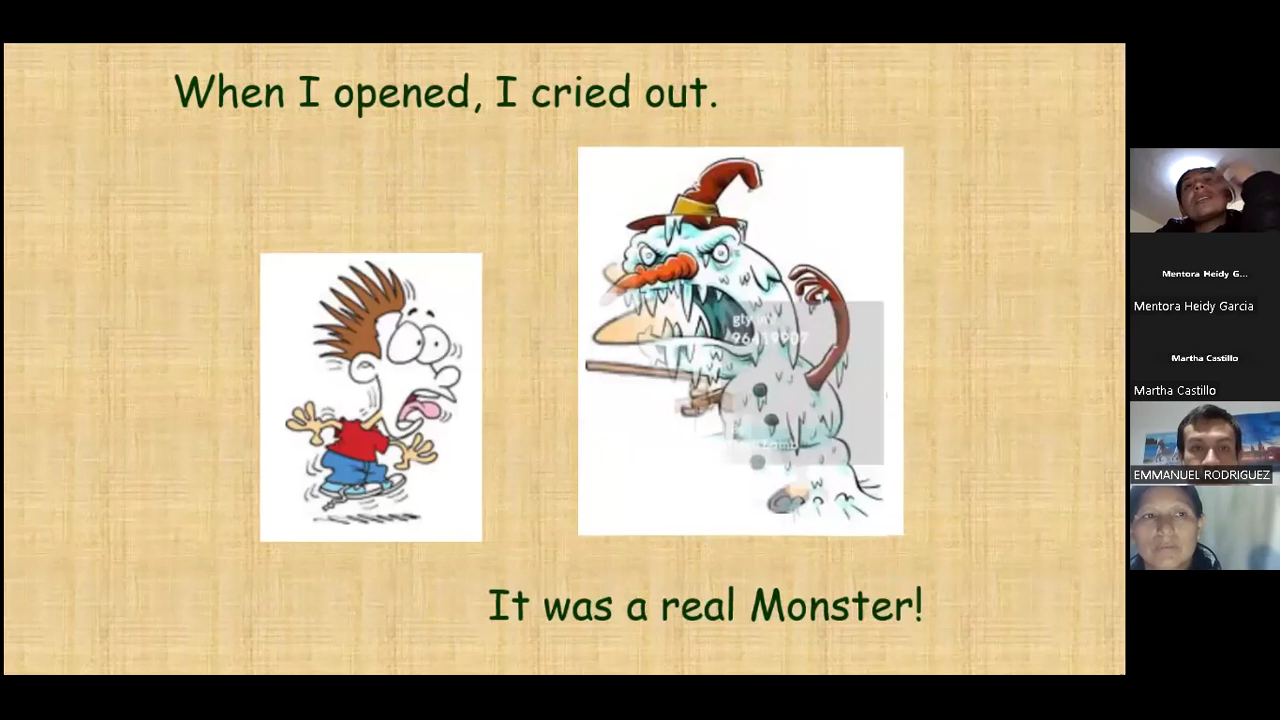 When I opened, I cried out.
It was a real Monster!
Mentora Heidy G...
Mentora Heidy Garcia
Martha Castillo
Martha Castillo
EMMANUEL RODRIGUEZ